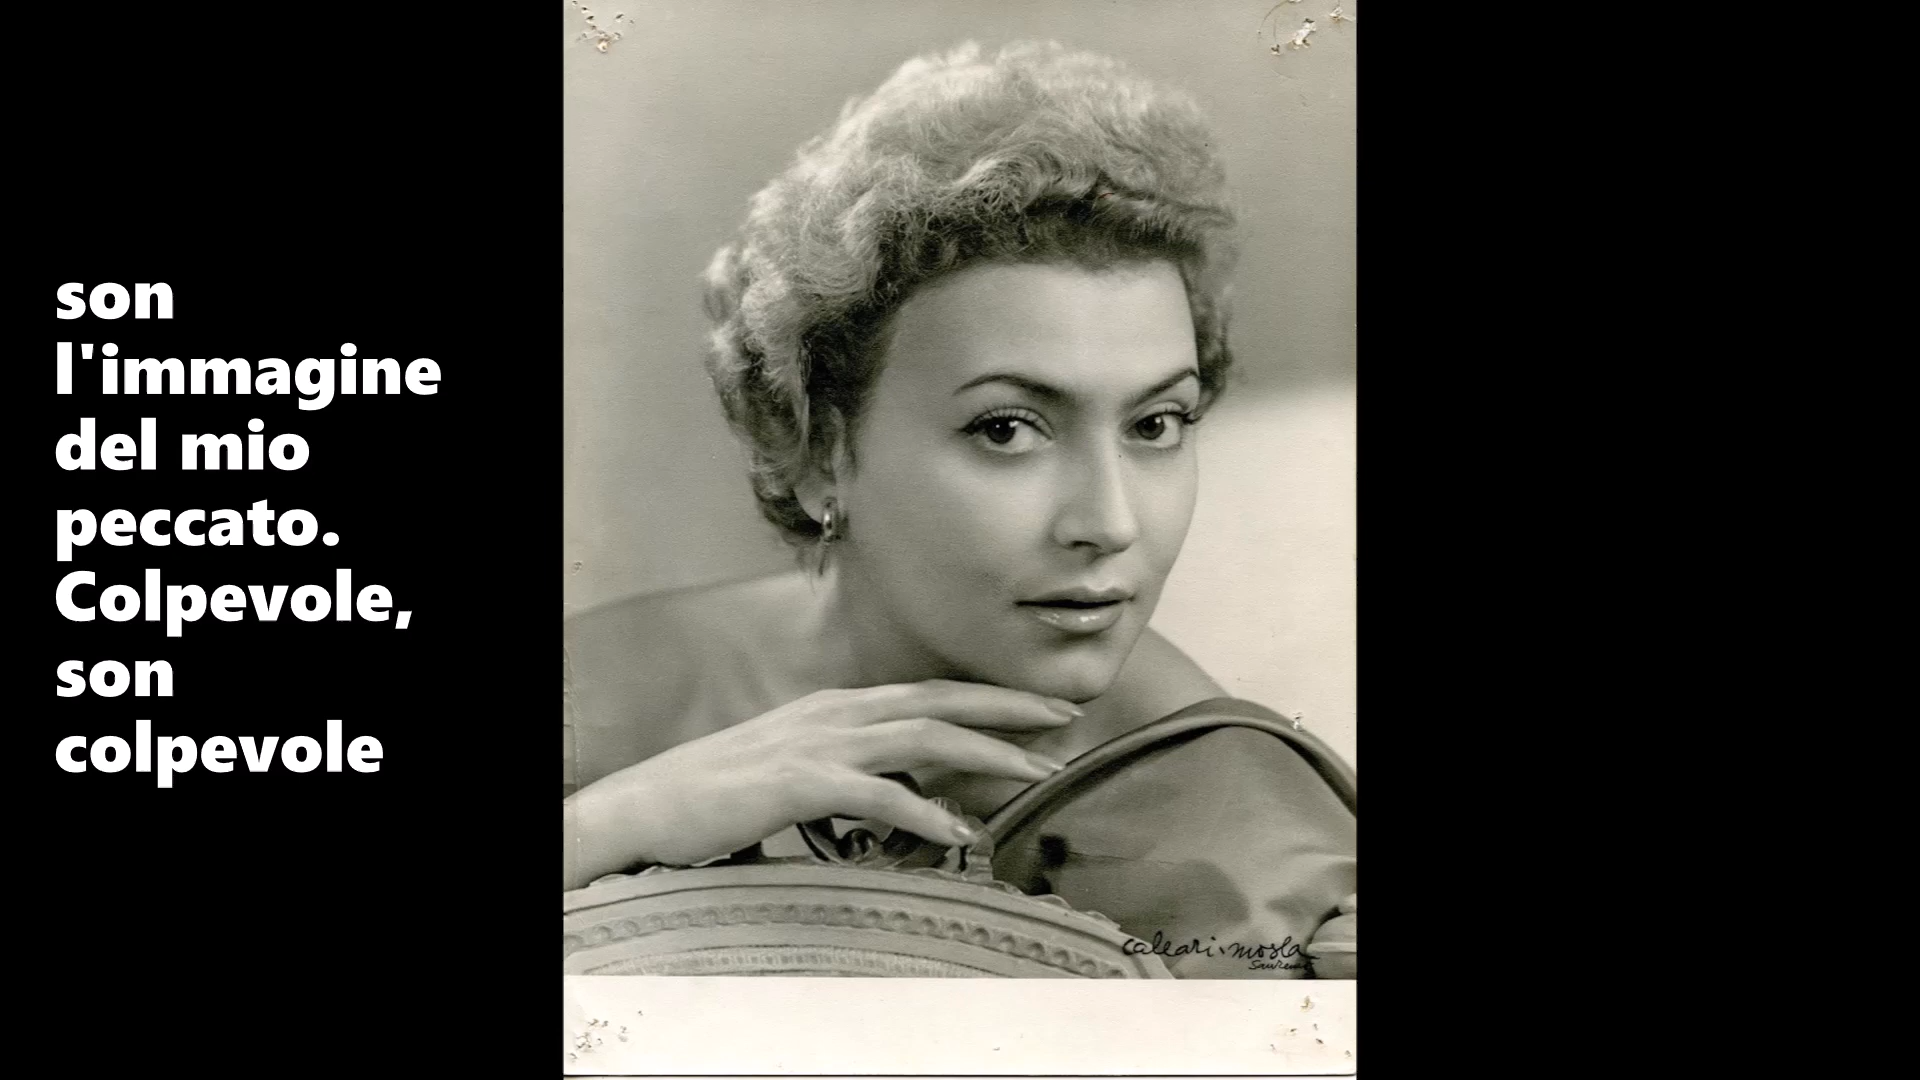 son
l'immagine
del mio
peccato.
Colpevole,
son
colpevole